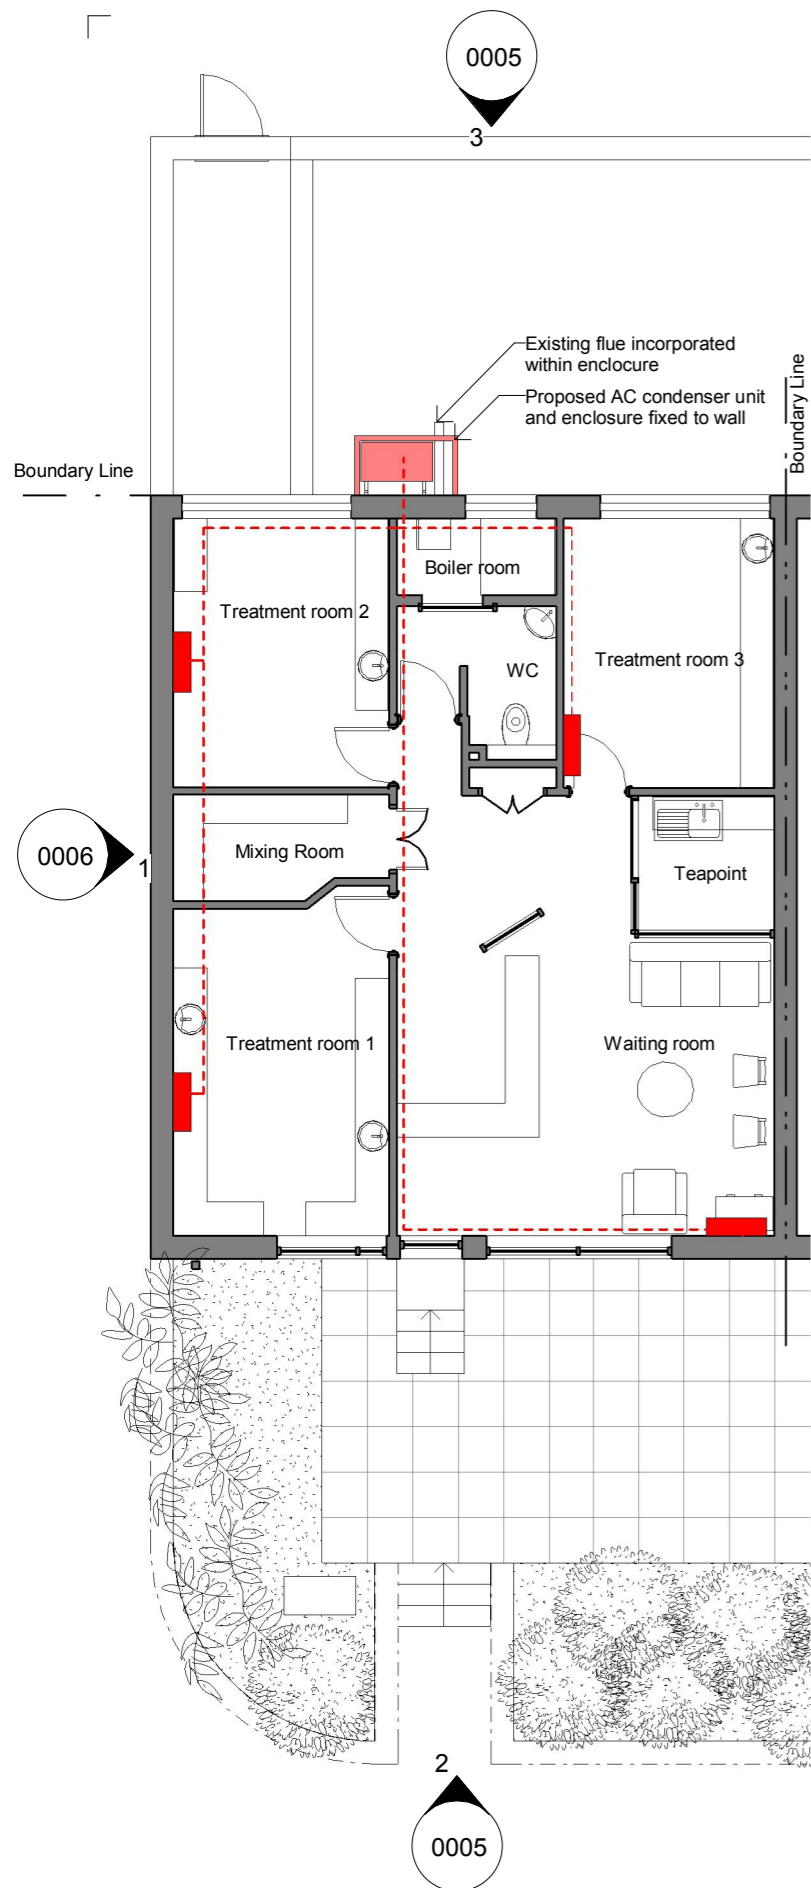 0005
3
Existing flue incorporated
within enclocure
Proposed AC condenser unit
and enclosure fixed to wall
Boundary Line
Boundary Line
Boiler room
Treatment room 2
WC
Treatment room 3
0006
1
Mixing Room
Teapoint
Treatment room 1
Waiting room
2
0005